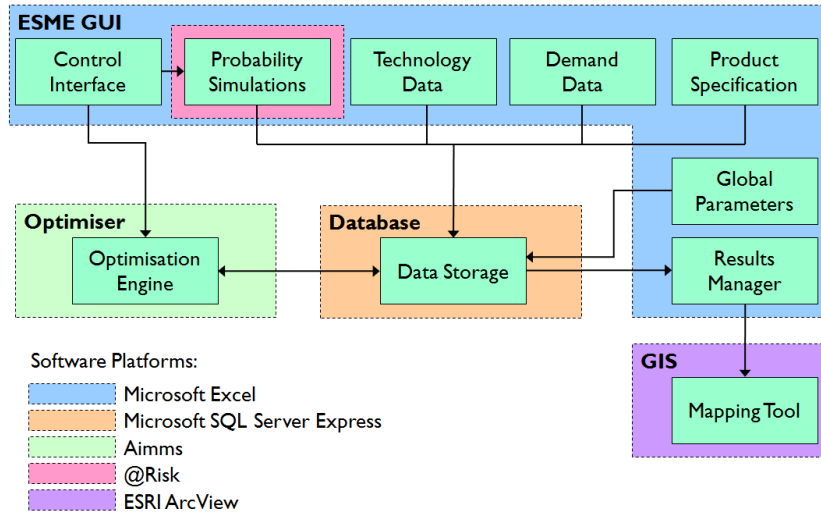 ESME GUI
Control
Interface
Probability
Simulations
Technology
Data
Demand
Data
Product
Specification
Global
Parameters
Optimiser
Optimisation
Engine
Database
Data Storage
Results
Manager
GIS
Mapping Tool
Software Platforms:
Microsoft Excel
Microsoft SQL Server Express
Aimms
@Risk
ESRI ArcView